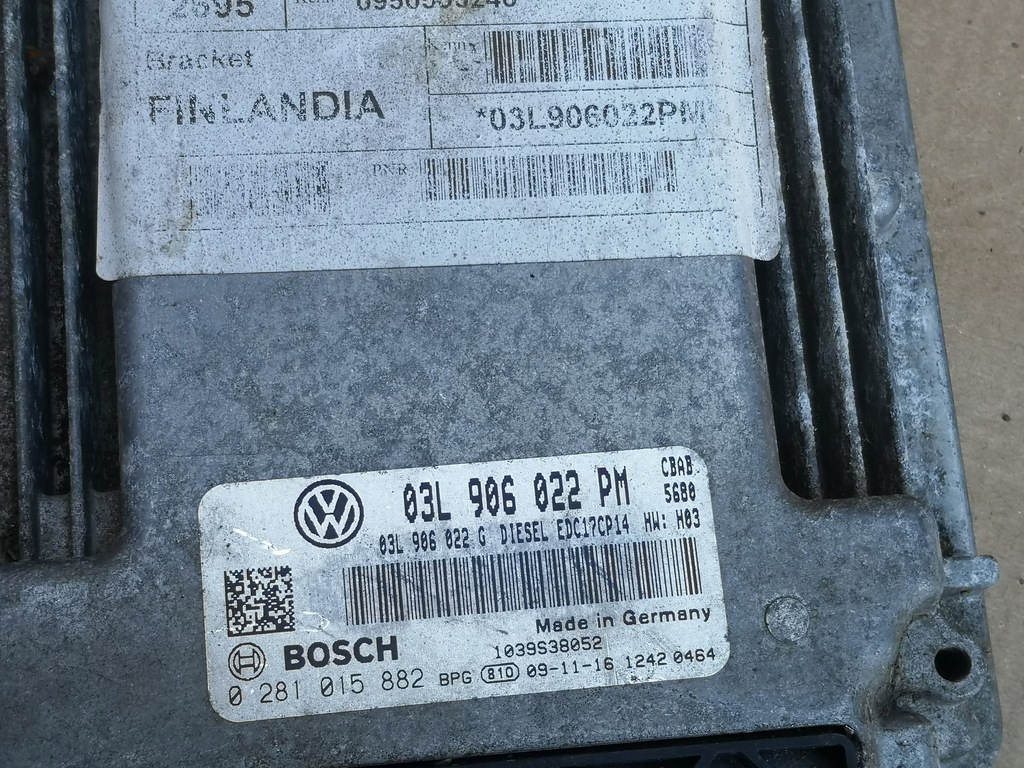 Bracket
FINLANDIA
*03L906022PM
PNR
03L 906 022 PM
CBAB
5680
03L 906 022 G DIESEL EDC17CP14 HW: H03
Made in Germany
BOSCH
1039S38052
0 281 015 882 BPG 810 09-11-16 1242 0464